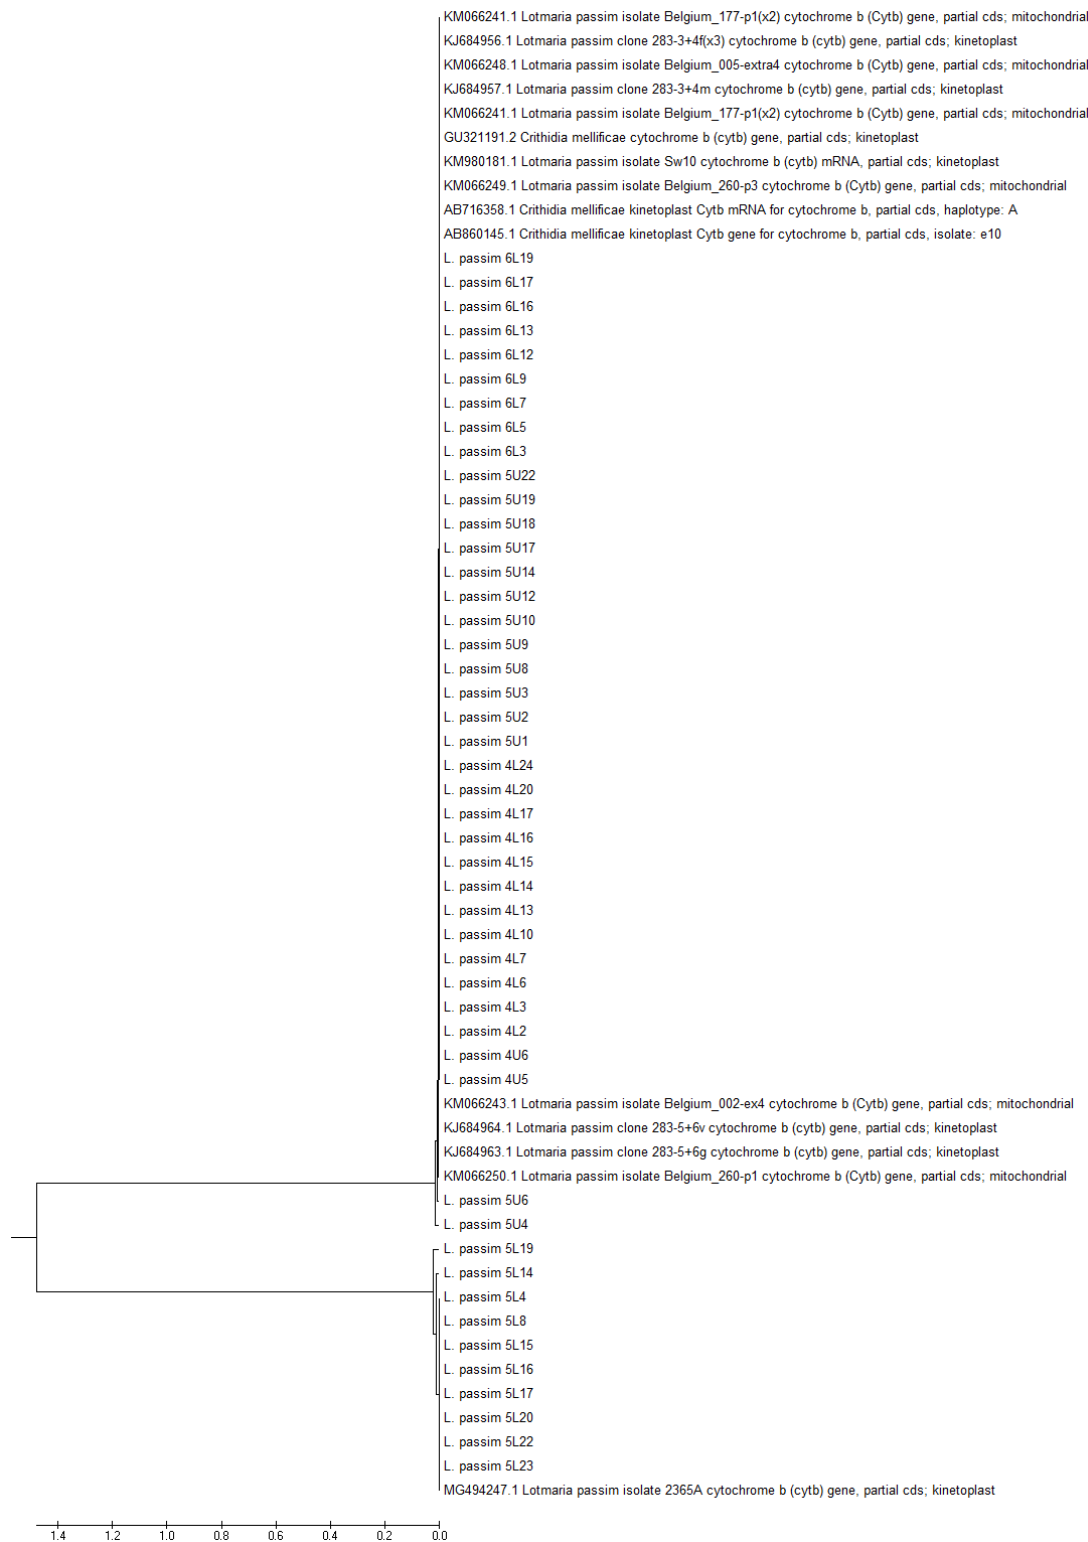 KM066241.1 Lotmaria passim isolate Belgium_177-p1(x2) cytochrome b (Cytb) gene, partial cds; mitochondrial
KJ684956.1 Lotmaria passim clone 283-3+4f(x3) cytochrome b (cytb) gene, partial cds; kinetoplast
KM066248.1 Lotmaria passim isolate Belgium_005-extra4 cytochrome b (Cytb) gene, partial cds; mitochondrial
KJ684957.1 Lotmaria passim clone 283-3+4m cytochrome b (cytb) gene, partial cds; kinetoplast
KM066241.1 Lotmaria passim isolate Belgium_177-p1(x2) cytochrome b (Cytb) gene, partial cds; mitochondrial
GU321191.2 Crithidia mellificae cytochrome b (cytb) gene, partial cds; kinetoplast
KM980181.1 Lotmaria passim isolate Sw10 cytochrome b (cytb) mRNA, partial cds; kinetoplast
KM066249.1 Lotmaria passim isolate Belgium_260-p3 cytochrome b (Cytb) gene, partial cds; mitochondrial
AB716358.1 Crithidia mellificae kinetoplast Cytb mRNA for cytochrome b, partial cds, haplotype: A
AB860145.1 Crithidia mellificae kinetoplast Cytb gene for cytochrome b, partial cds, isolate: e10
L. passim 6L19
L. passim 6L17
L. passim 6L16
L. passim 6L13
L. passim 6L12
L. passim 6L9
L. passim 6L7
L. passim 6L5
L. passim 6L3
L. passim 5U22
L. passim 5U19
L. passim 5U18
L. passim 5U17
L. passim 5U14
L. passim 5U12
L. passim 5U10
L. passim 5U9
L. passim 5U8
L. passim 5U3
L. passim 5U2
L. passim 5U1
L. passim 4L24
L. passim 4L20
L. passim 4L17
L. passim 4L16
L. passim 4L15
L. passim 4L14
L. passim 4L13
L. passim 4L10
L. passim 4L7
L. passim 4L6
L. passim 4L3
L. passim 4L2
L. passim 4U6
L. passim 4U5
KM066243.1 Lotmaria passim isolate Belgium_002-ex4 cytochrome b (Cytb) gene, partial cds; mitochondrial
KJ684964.1 Lotmaria passim clone 283-5+6v cytochrome b (cytb) gene, partial cds; kinetoplast
KJ684963.1 Lotmaria passim clone 283-5+6g cytochrome b (cytb) gene, partial cds; kinetoplast
KM066250.1 Lotmaria passim isolate Belgium_260-p1 cytochrome b (Cytb) gene, partial cds; mitochondrial
L. passim 5U6
L. passim 5U4
L. passim 5L19
L. passim 5L14
L. passim 5L4
L. passim 5L8
L. passim 5L15
L. passim 5L16
L. passim 5L17
L. passim 5L20
L. passim 5L22
L. passim 5L23
MG494247.1 Lotmaria passim isolate 2365A cytochrome b (cytb) gene, partial cds; kinetoplast
1.4 1.2 1.0 0.8 0.6 0.4 0.2 0.0